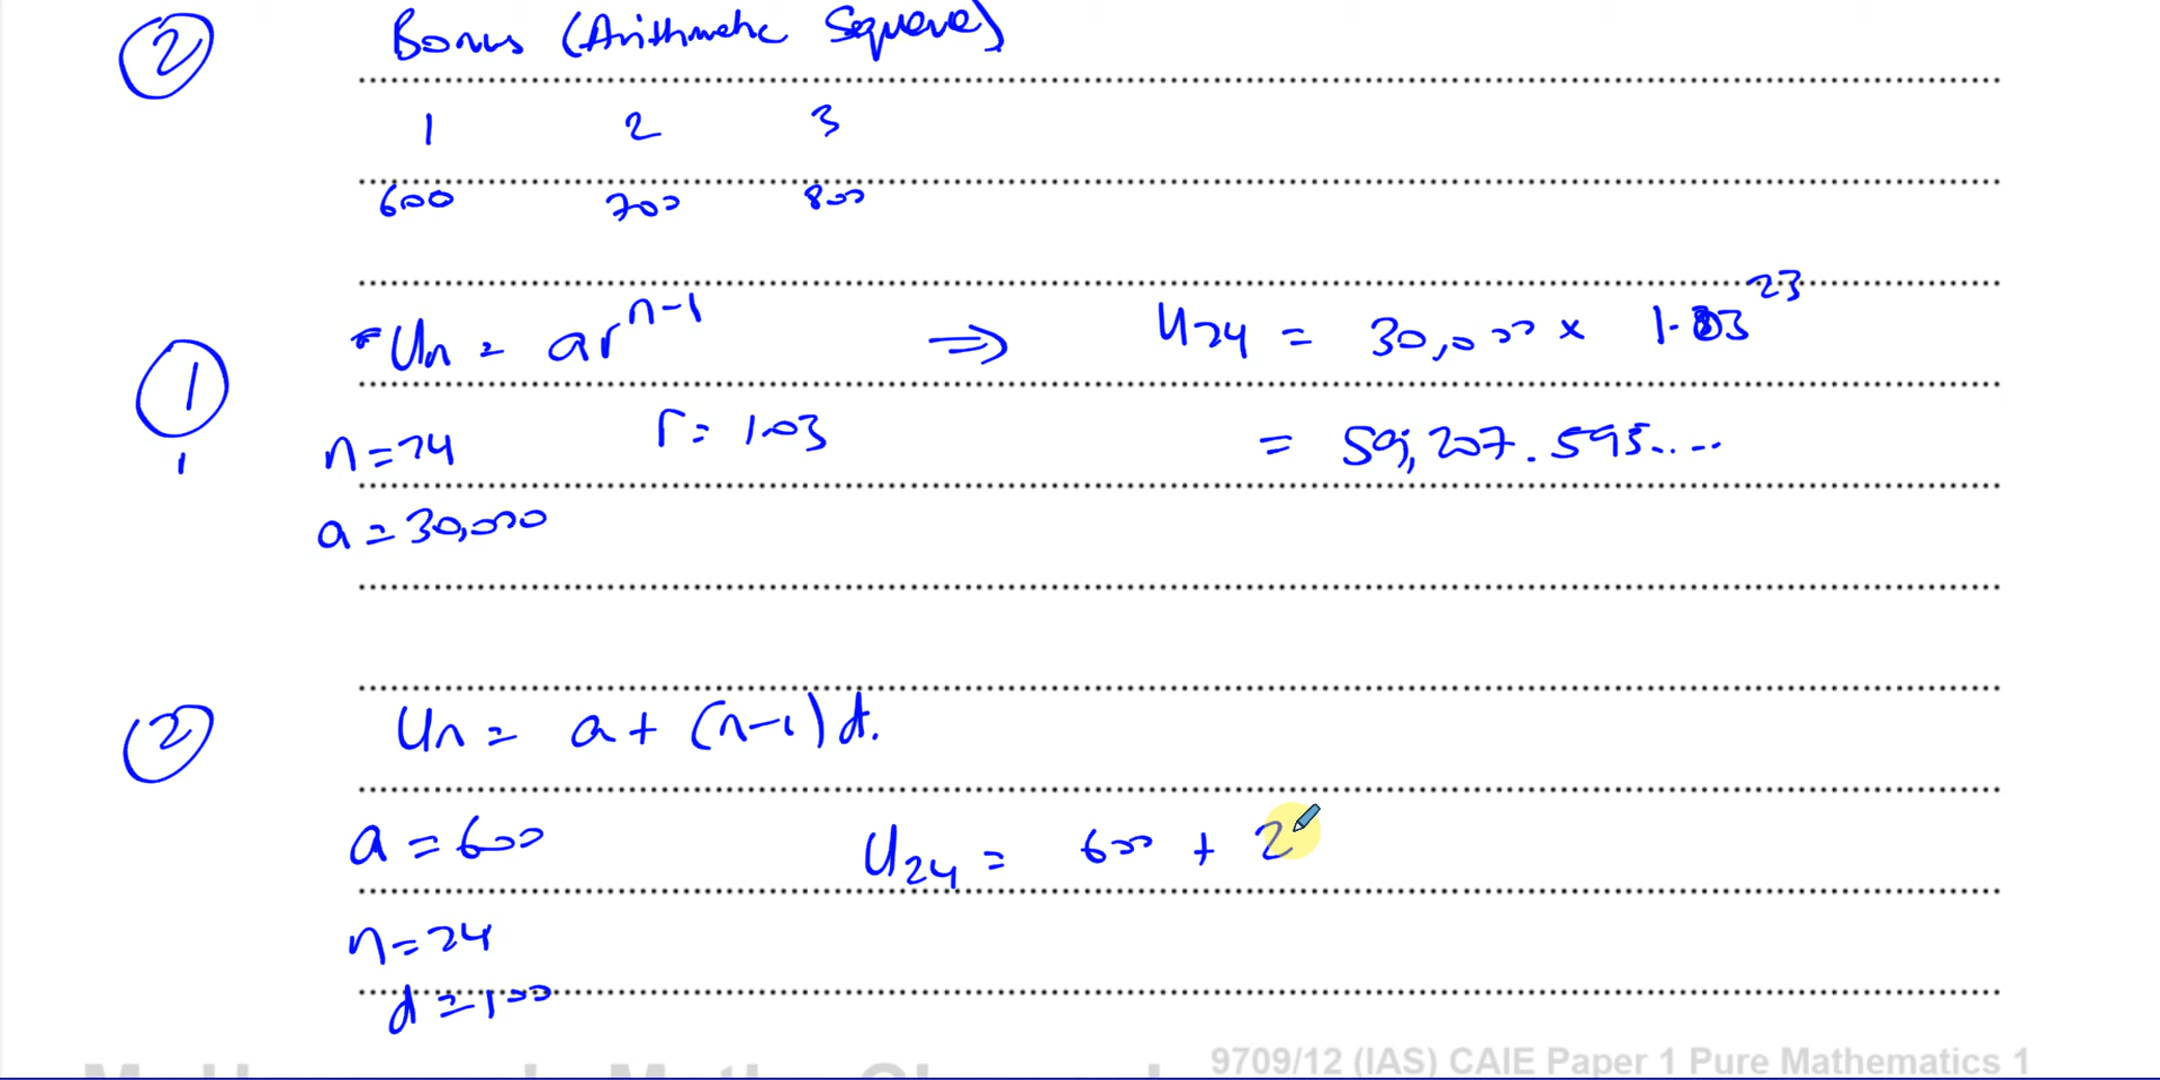 ② Bonus (Arithmetic Sequence)
1 2 3
600 700 800
① Un = ar^(n-1) ⇒ U24 = 30,000 × 1.03^23
n=24 r = 1.03 = 59,207.595....
a = 30,000
② Un = a + (n-1)d.
a = 600 U24 = 600 + 2
n=24
d=100
9709/12 (IAS) CAIE Paper 1 Pure Mathematics 1